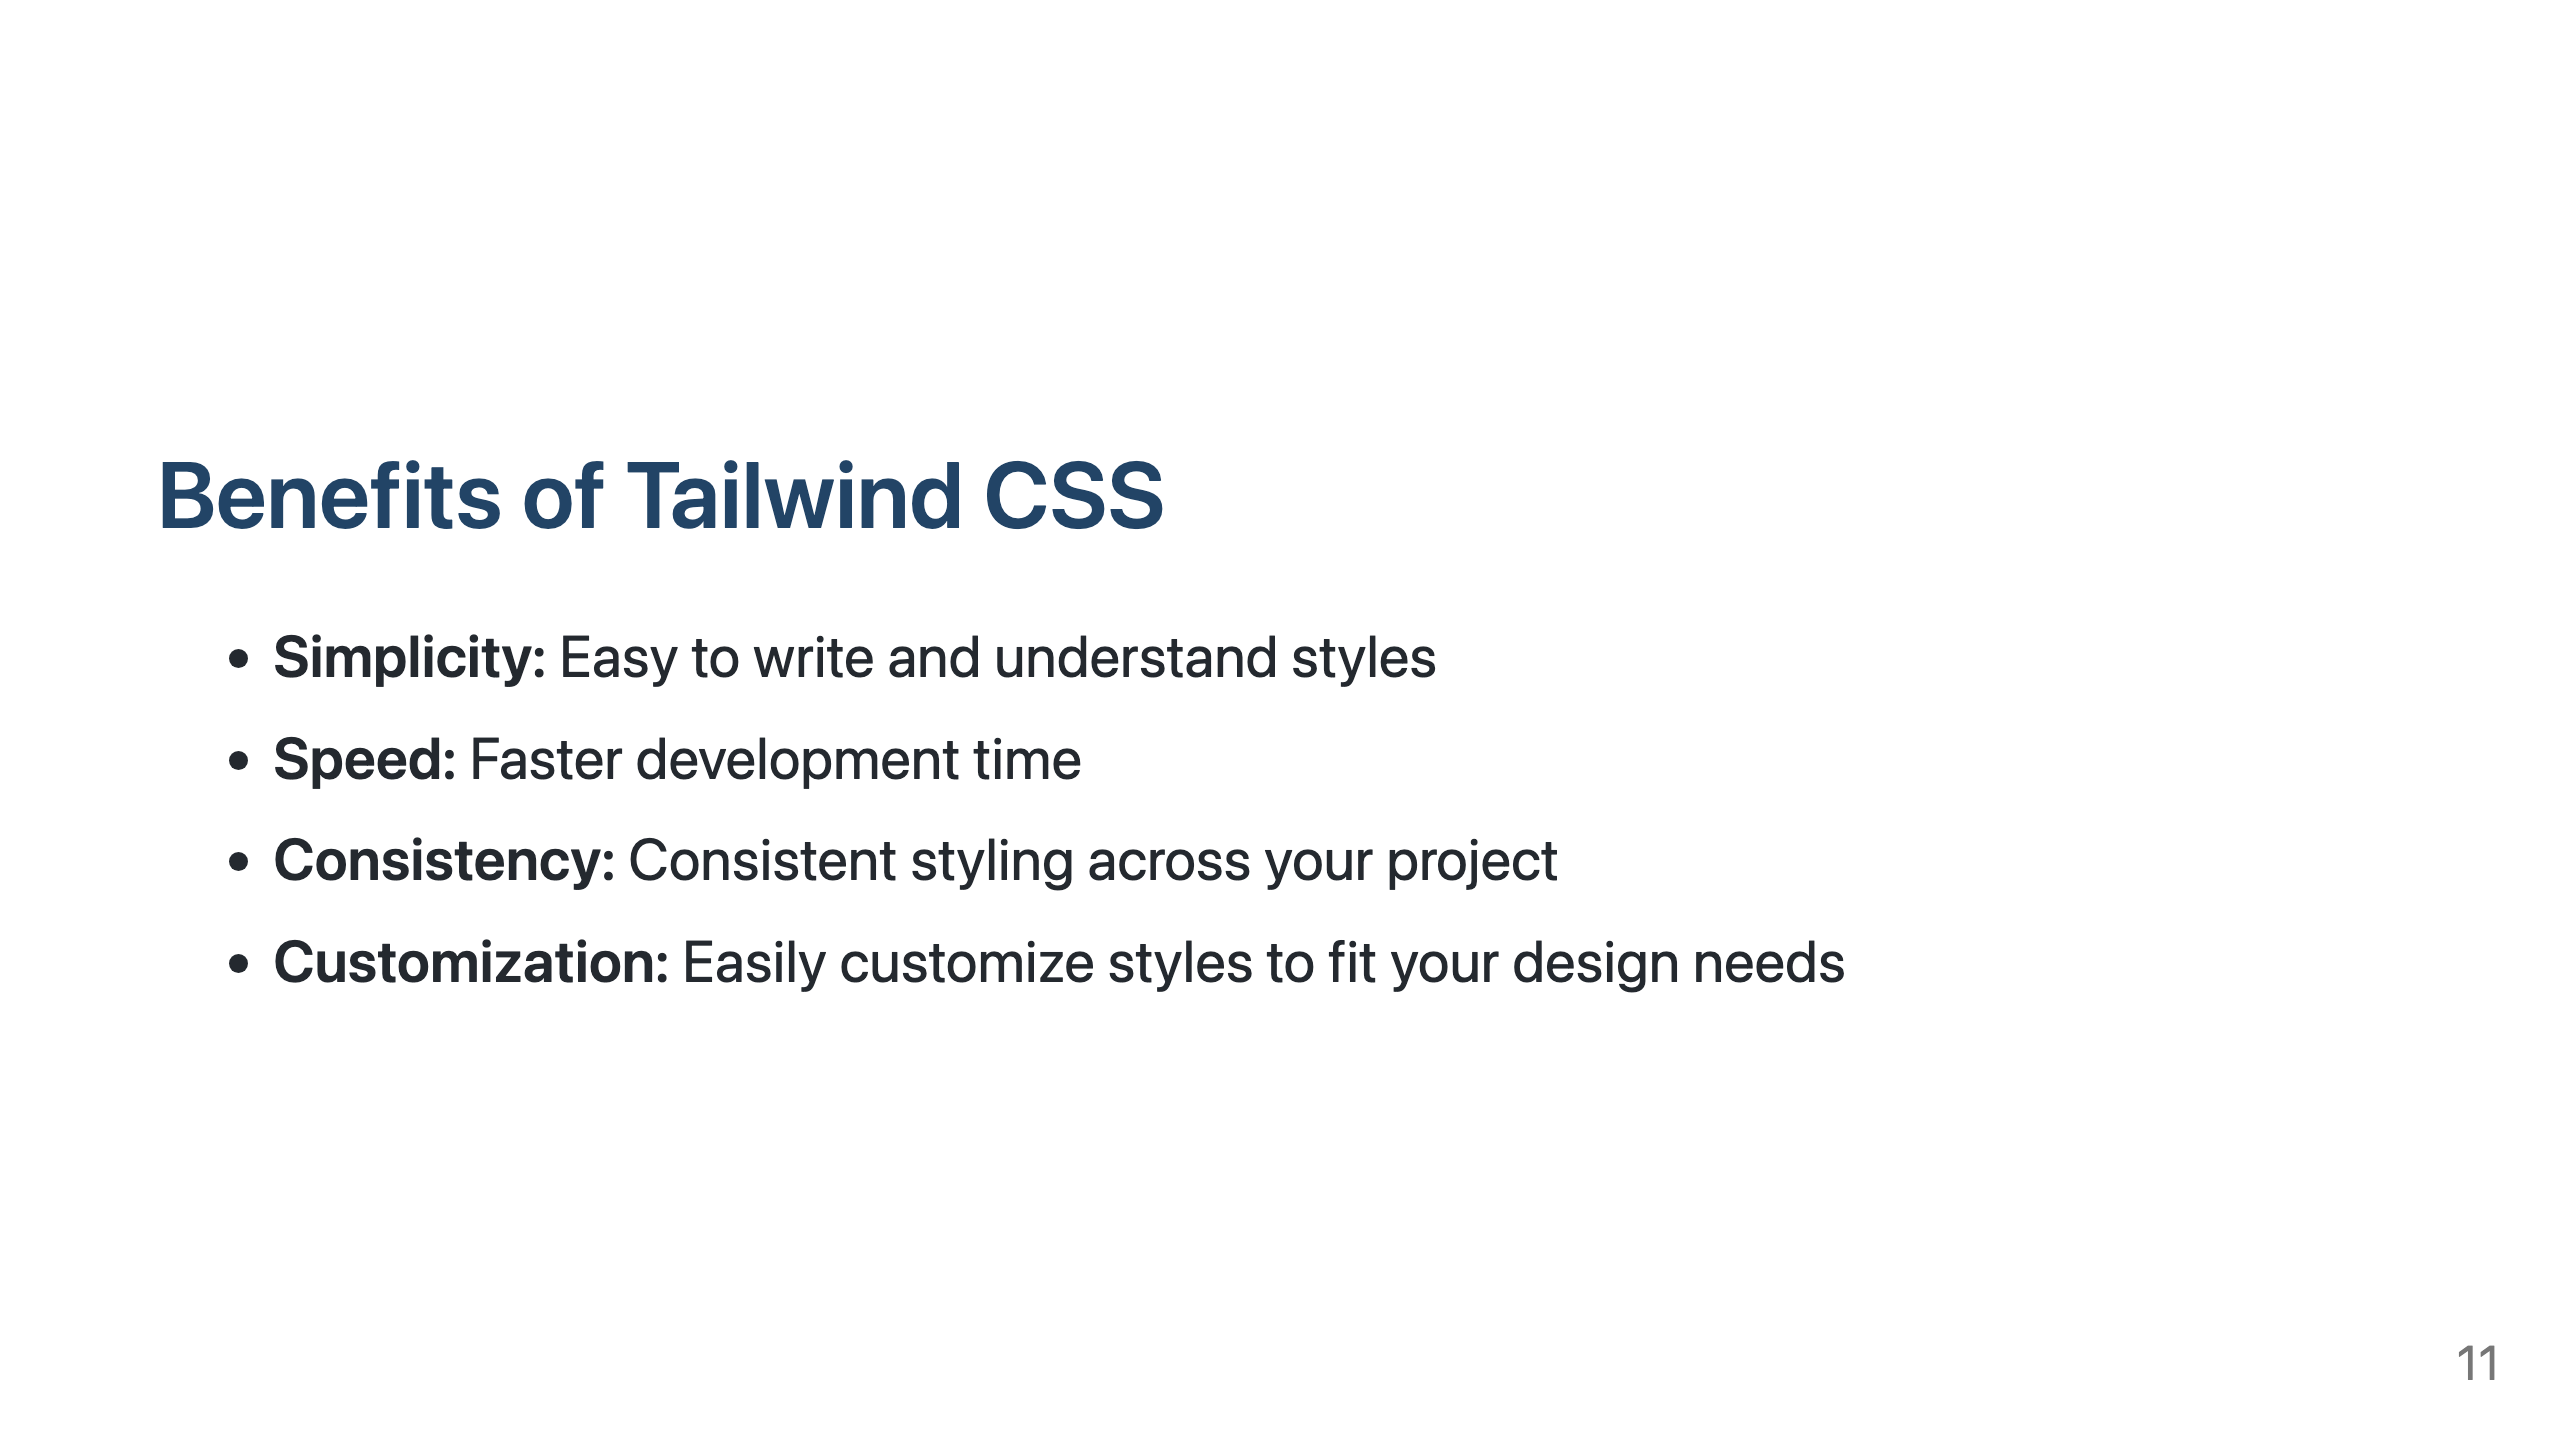 Benefits of Tailwind CSS
• Simplicity: Easy to write and understand styles
• Speed: Faster development time
• Consistency: Consistent styling across your project
• Customization: Easily customize styles to fit your design needs
11